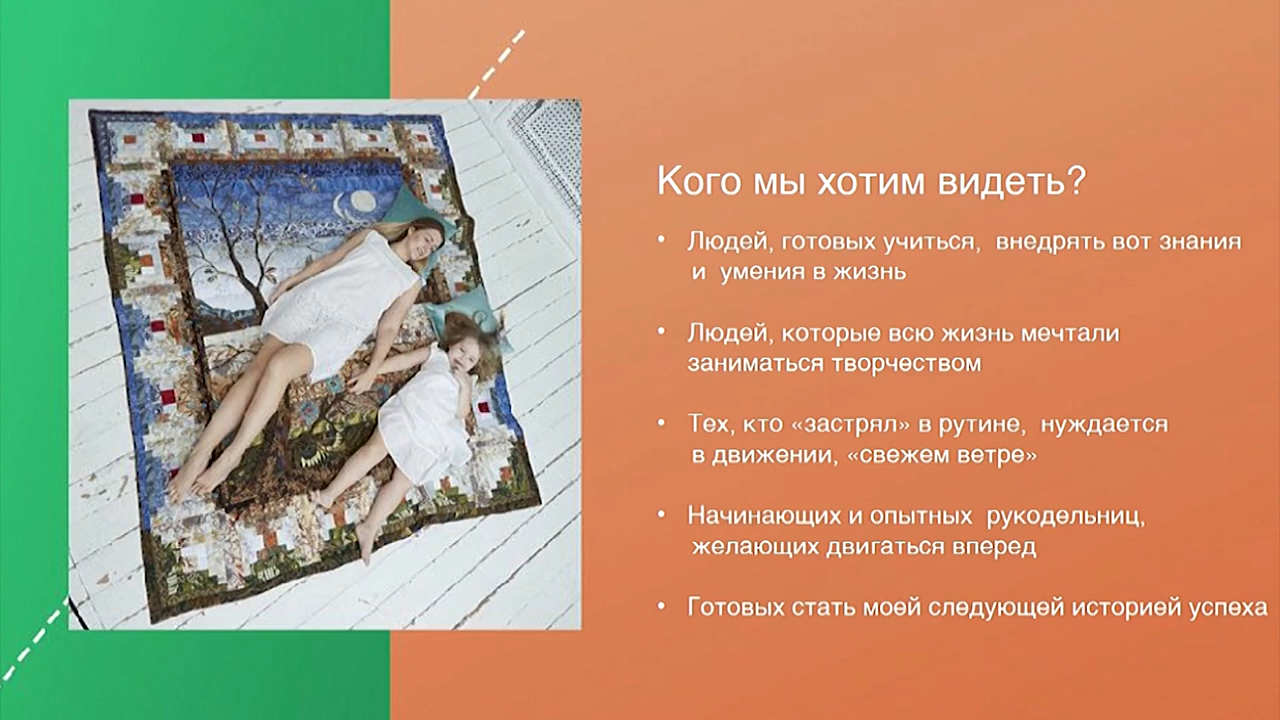 Кого мы хотим видеть?
• Людей, готовых учиться, внедрять вот знания
и умения в жизнь
• Людей, которые всю жизнь мечтали
заниматься творчеством
• Тех, кто «застрял» в рутине, нуждается
в движении, «свежем ветре»
• Начинающих и опытных рукодельниц,
желающих двигаться вперед
• Готовых стать моей следующей историей успеха